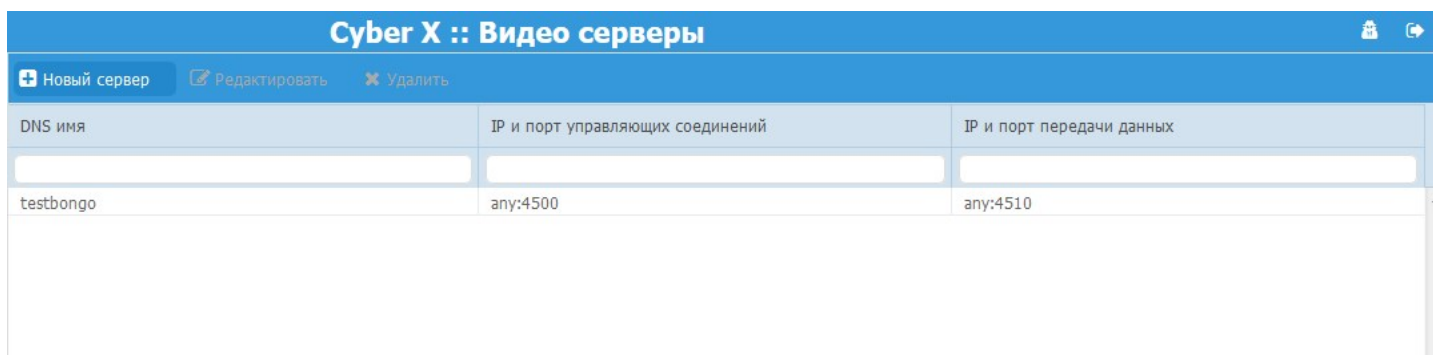 Cyber X :: Видео серверы
Новый сервер Редактировать Удалить
DNS имя IP и порт управляющих соединений IP и порт передачи данных
testbongo any:4500 any:4510